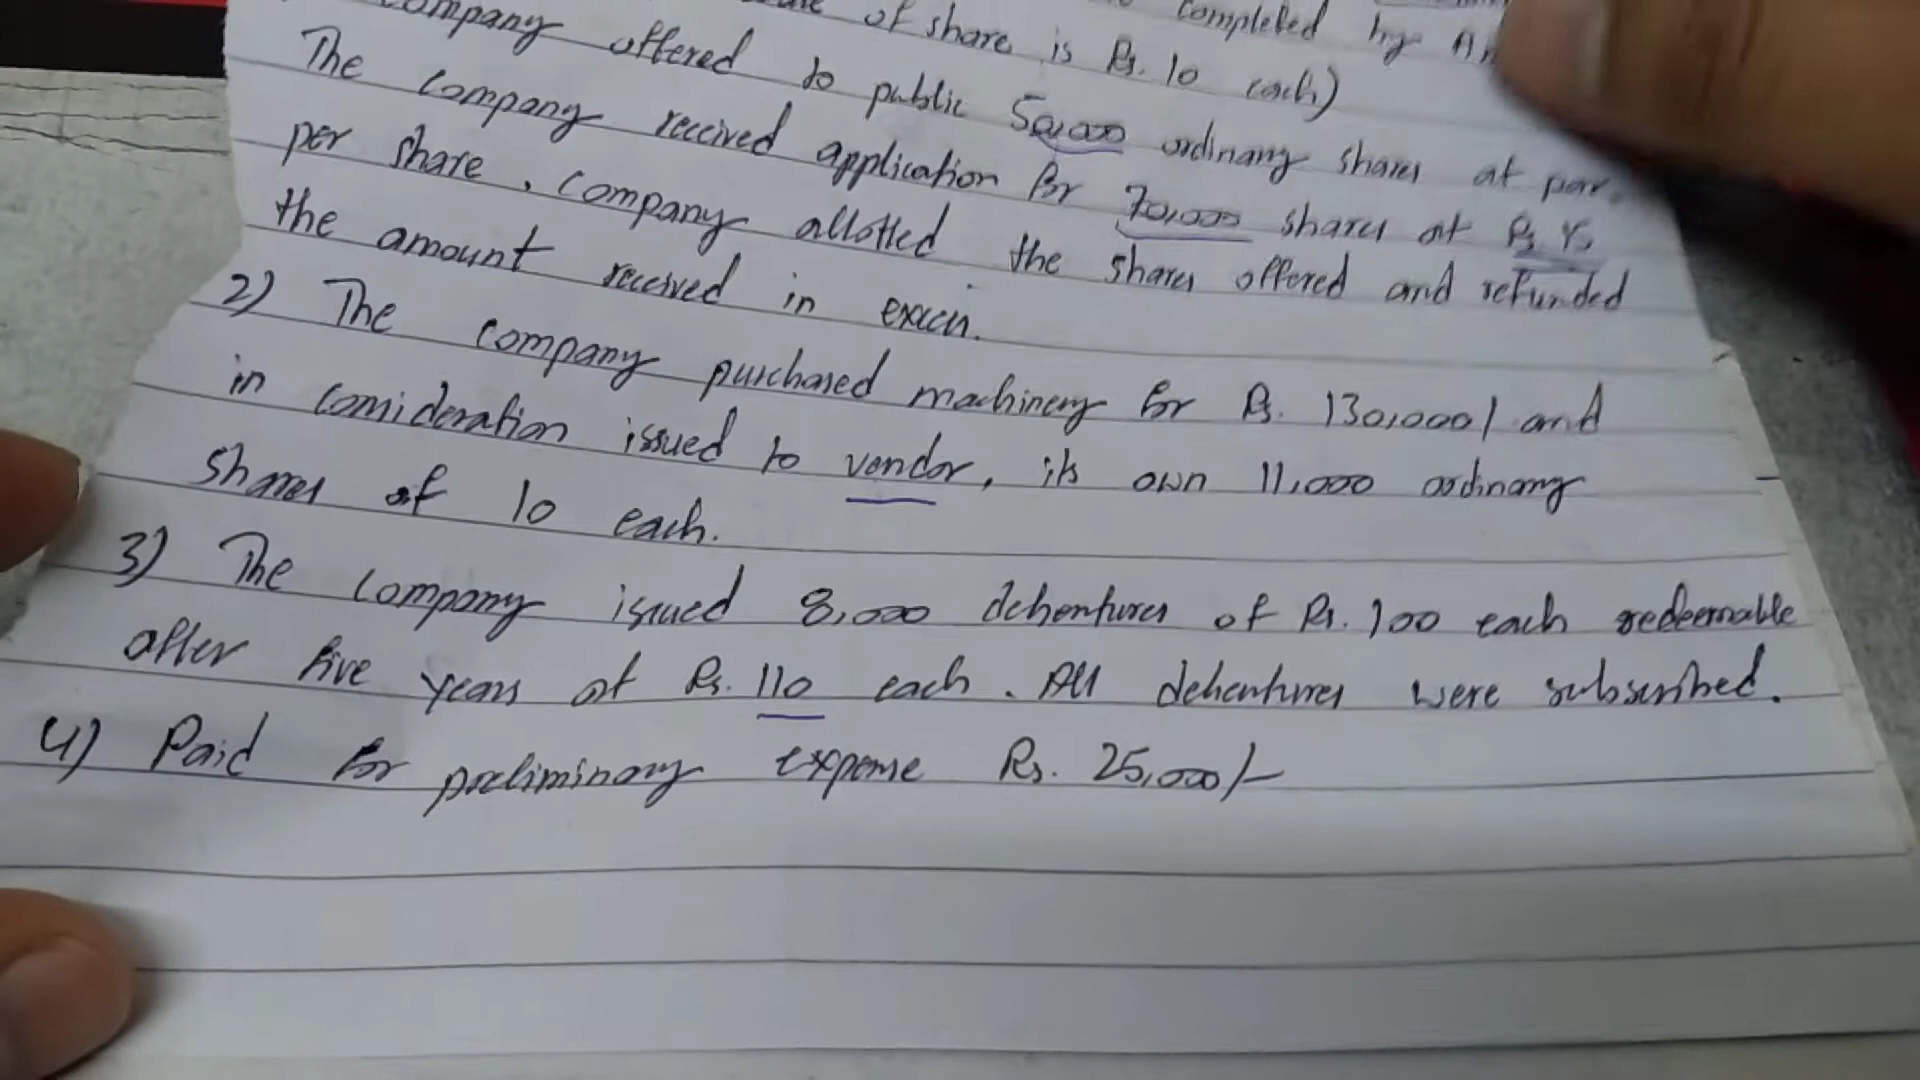 of share is Rs. 10 each) completed by
company offered to public 50,000 ordinary shares at par.
The company received application for 70,000 shares at Rs
per share, company allotted the shares offered and refunded
the amount received in excess.
2) The company purchased machinery for Rs. 130,000/ and
in consideration issued to vendor, its own 11,000 ordinary
shares of 10 each.
3) The company issued 8,000 debentures of Rs. 100 each redeemable
after five years at Rs. 110 each. All debentures were subscribed.
4) Paid for preliminary expense Rs. 25,000/-